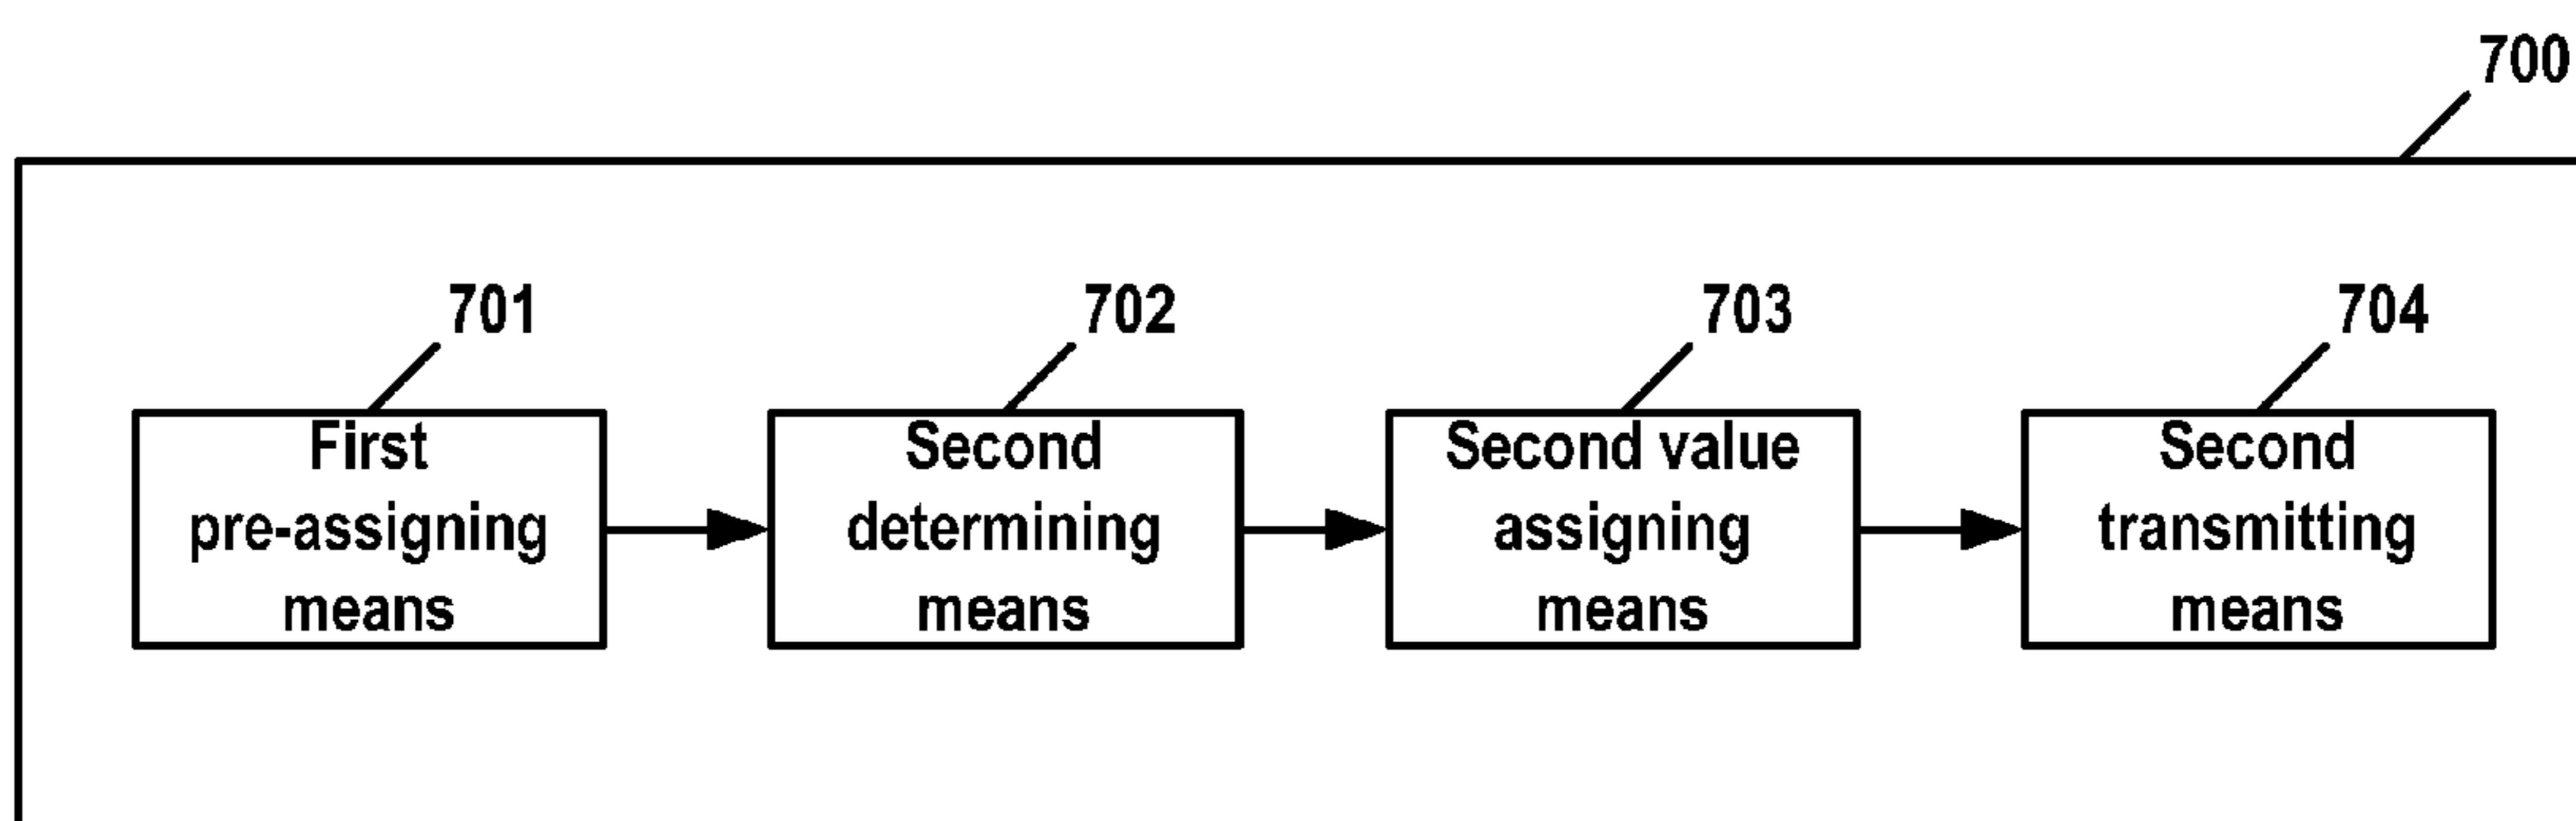 700
701
702
703
704
First
pre-assigning
means
Second
determining
means
Second value
assigning
means
Second
transmitting
means